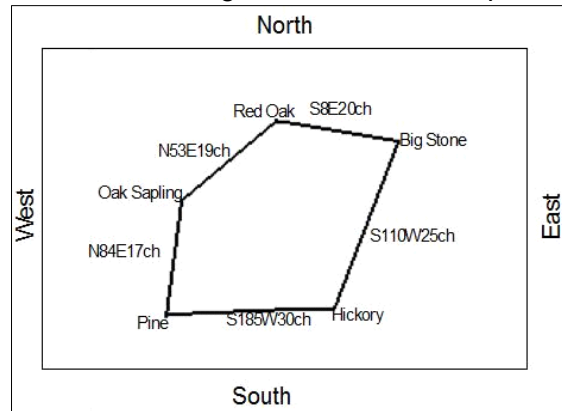 North
Red Oak
S8E20ch
Big Stone
N53E19ch
Oak Sapling
West
East
S110W25ch
N84E17ch
Pine
S185W30ch
Hickory
South